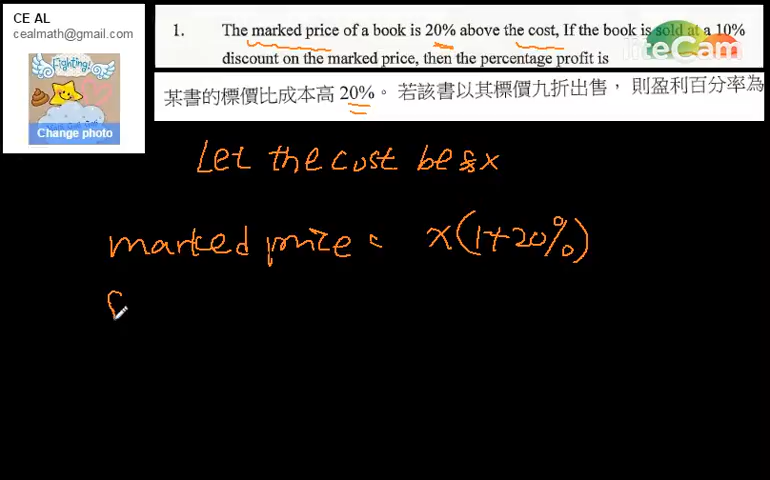 CE AL
cealmath@gmail.com
Fighting!
Change photo
1. The marked price of a book is 20% above the cost, If the book is sold at a 10%
discount on the marked price, then the percentage profit is
liteCam
某書的標價比成本高 20%。 若該書以其標價九折出售， 則盈利百分率為
Let the cost be $x
marked price = x(1+20%)